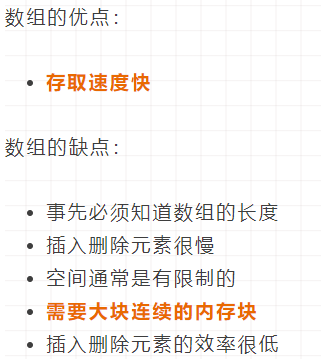 数组的优点：
存取速度快
数组的缺点：
事先必须知道数组的长度
插入删除元素很慢
空间通常是有限制的
需要大块连续的内存块
插入删除元素的效率很低